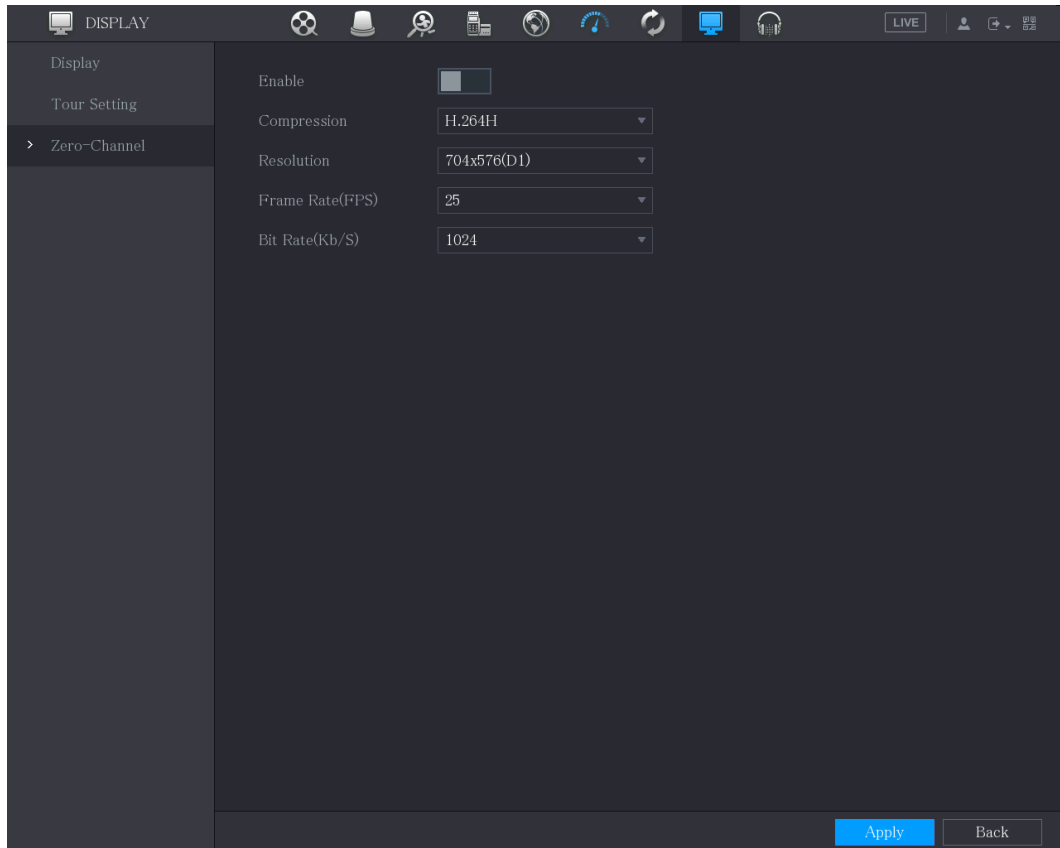 DISPLAY
LIVE
Display
Tour Setting
Zero-Channel
Enable
Compression H.264H
Resolution 704x576(D1)
Frame Rate(FPS) 25
Bit Rate(Kb/S) 1024
Apply Back